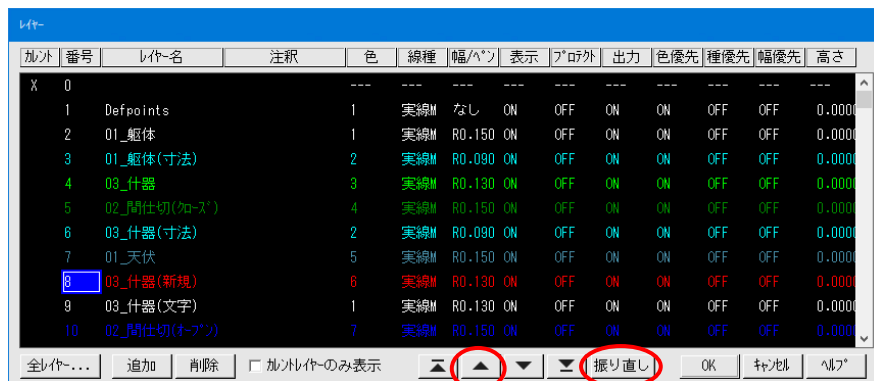 ﾚｲﾔｰ
ｶﾚﾝﾄ 番号 ﾚｲﾔｰ名 注釈 色 線種 幅/ﾍﾟﾝ 表示 ﾌﾟﾛﾃｸﾄ 出力 色優先 種優先 幅優先 高さ
X 0 --- --- --- --- --- --- --- --- --- ---
1 Defpoints 1 実線M なし ON OFF ON ON OFF OFF 0.0000
2 01_躯体 1 実線M R0.150 ON OFF ON ON OFF OFF 0.0000
3 01_躯体(寸法) 2 実線M R0.090 ON OFF ON ON OFF OFF 0.0000
4 03_什器 3 実線M R0.130 ON OFF ON ON OFF OFF 0.0000
5 02_間仕切(ｸﾛｰｽﾞ) 4 実線M R0.150 ON OFF ON ON OFF OFF 0.0000
6 03_什器(寸法) 2 実線M R0.090 ON OFF ON ON OFF OFF 0.0000
7 01_天伏 5 実線M R0.150 ON OFF ON ON OFF OFF 0.0000
8 03_什器(新規) 6 実線M R0.130 ON OFF ON ON OFF OFF 0.0000
9 03_什器(文字) 1 実線M R0.130 ON OFF ON ON OFF OFF 0.0000
10 02_間仕切(ｵｰﾌﾟﾝ) 7 実線M R0.150 ON OFF ON ON OFF OFF 0.0000
全ﾚｲﾔｰ... 追加 削除 ｶﾚﾝﾄﾚｲﾔｰのみ表示 振り直し OK ｷｬﾝｾﾙ ﾍﾙﾌﾟ